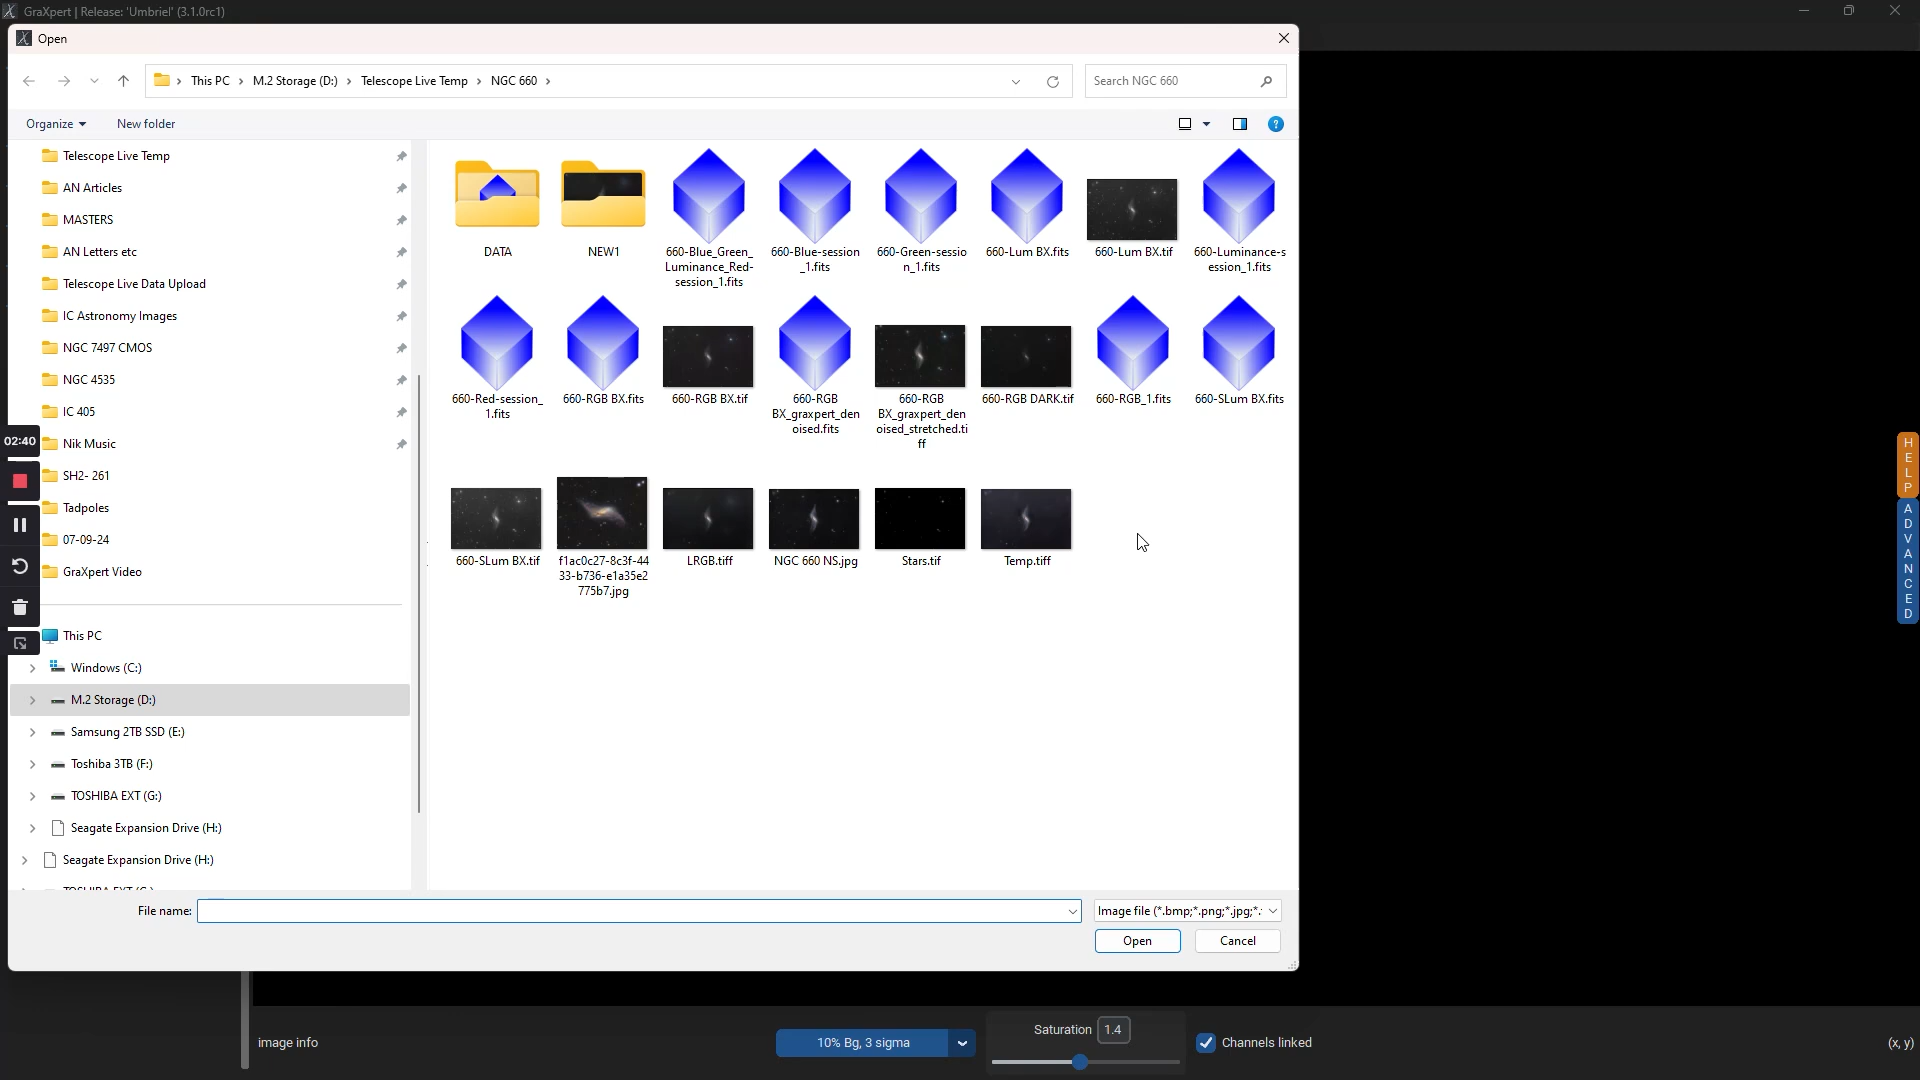 GraXpert | Release: 'Umbriel' (3.1.0rc1)
Open
This PC
M.2 Storage (D:)
Telescope Live Temp
NGC 660
Search NGC 660
Organize
New folder
Telescope Live Temp
AN Articles
MASTERS
AN Letters etc
Telescope Live Data Upload
IC Astronomy Images
NGC 7497 CMOS
NGC 4535
IC 405
Nik Music
SH2- 261
Tadpoles
07-09-24
GraXpert Video
This PC
Windows (C:)
M.2 Storage (D:)
Samsung 2TB SSD (E:)
Toshiba 3TB (F:)
TOSHIBA EXT (G:)
Seagate Expansion Drive (H:)
Seagate Expansion Drive (H:)
TOSHIBA EXT (G:)
02:40
DATA
NEW1
660-Blue_Green_
Luminance_Red-
session_1.fits
660-Blue-session
_1.fits
660-Green-sessio
n_1.fits
660-Lum BX.fits
660-Lum BX.tif
660-Luminance-s
ession_1.fits
660-Red-session_
1.fits
660-RGB BX.fits
660-RGB BX.tif
660-RGB
BX_graxpert_den
oised.fits
660-RGB
BX_graxpert_den
oised_stretched.ti
ff
660-RGB DARK.tif
660-RGB_1.fits
660-SLum BX.fits
660-SLum BX.tif
f1ac0c27-8c3f-44
33-b736-e1a35e2
775b7.jpg
LRGB.tiff
NGC 660 NS.jpg
Stars.tif
Temp.tiff
File name:
Image file (*.bmp;*.png;*.jpg;*.
Open
Cancel
HELP
ADVANCED
image info
10% Bg, 3 sigma
Saturation 1.4
Channels linked
(x, y)